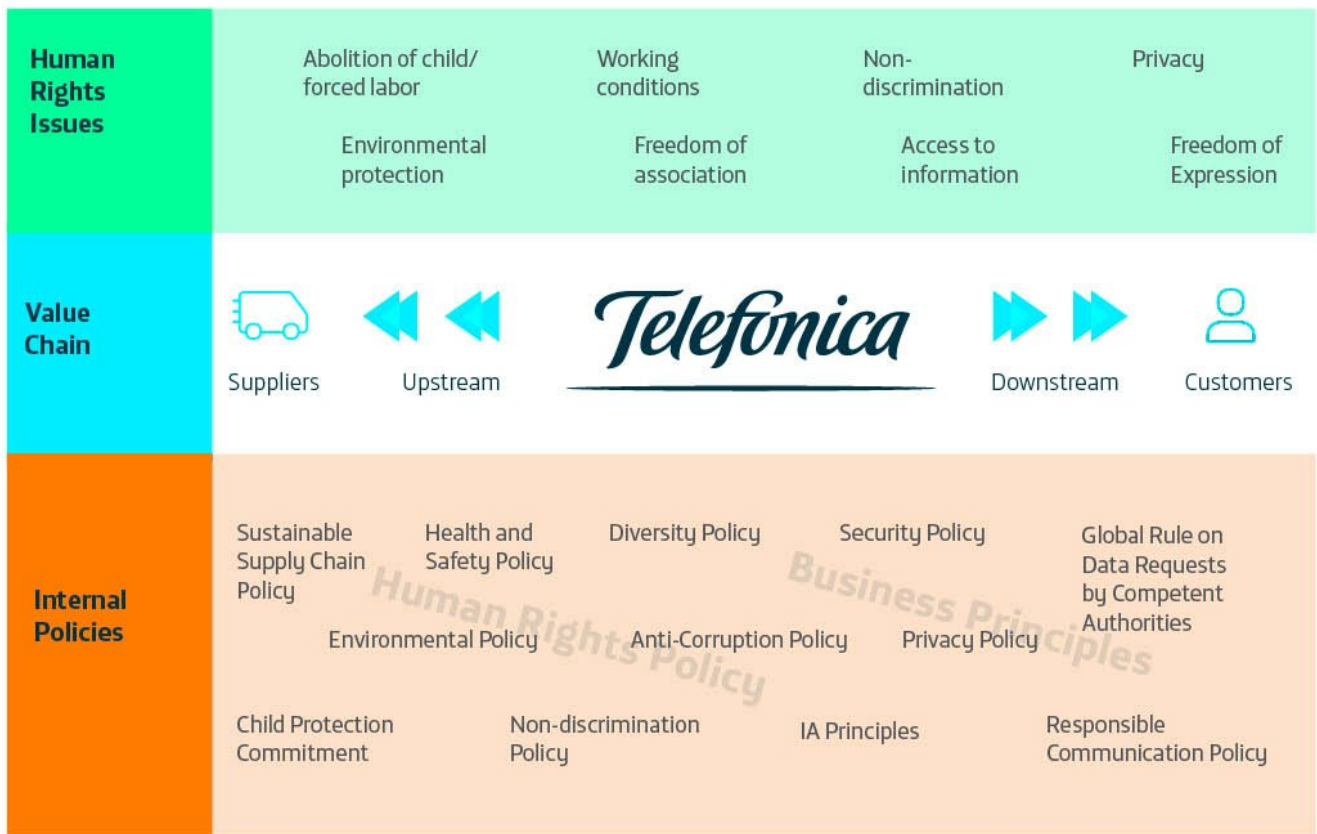 Human
Rights
Issues
Abolition of child/
forced labor
Working
conditions
Non-
discrimination
Privacy
Environmental
protection
Freedom of
association
Access to
information
Freedom of
Expression
Value
Chain
Telefónica
Suppliers
Upstream
Downstream
Customers
Internal
Policies
Sustainable
Supply Chain
Policy
Health and
Safety Policy
Diversity Policy
Security Policy
Global Rule on
Data Requests
by Competent
Authorities
Human Rights Policy
Business Principles
Environmental Policy
Anti-Corruption Policy
Privacy Policy
Child Protection
Commitment
Non-discrimination
Policy
IA Principles
Responsible
Communication Policy